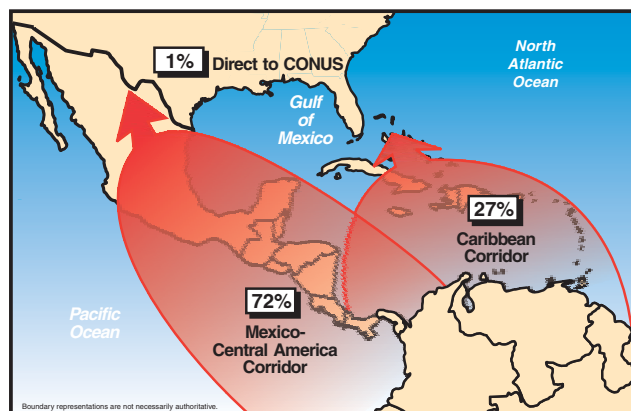 North
Atlantic
Ocean
1% Direct to CONUS
Gulf
of
Mexico
27%
Caribbean
Corridor
72%
Mexico-
Central America
Corridor
Pacific
Ocean
Boundary representations are not necessarily authoritative.